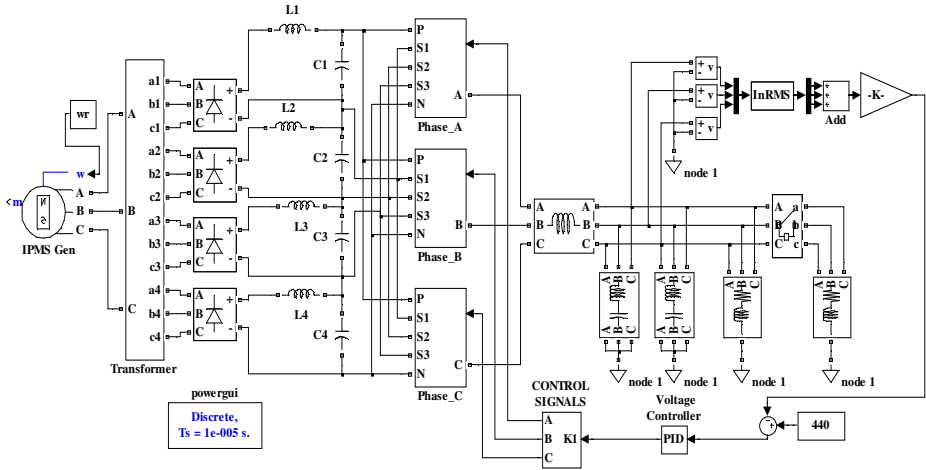 L1
P
S1
S2
S3
N
A
Phase_A
C1
a1
b1
c1
A
B
C
+
-
wr
A
L2
+
v
+
-
v
+
-
v
InRMS
+
+
+
Add
-K-
node 1
a2
b2
c2
A
B
C
+
-
C2
P
S1
S2
S3
N
B
Phase_B
w
<m
N
S
A
B
C
IPMS Gen
B
a3
b3
c3
A
B
C
+
-
L3
C3
A
B
C
A
B
C
A
B
C
a
b
c
a4
b4
c4
A
B
C
+
-
L4
C4
C
Transformer
P
S1
S2
S3
N
C
Phase_C
A
B
C
A
B
C
A
B
C
A
B
C
A
B
C
A
B
C
node 1
node 1
node 1
node 1
powergui
Discrete,
Ts = 1e-005 s.
CONTROL
SIGNALS
A
B
C
K1
Voltage
Controller
PID
-
+
440